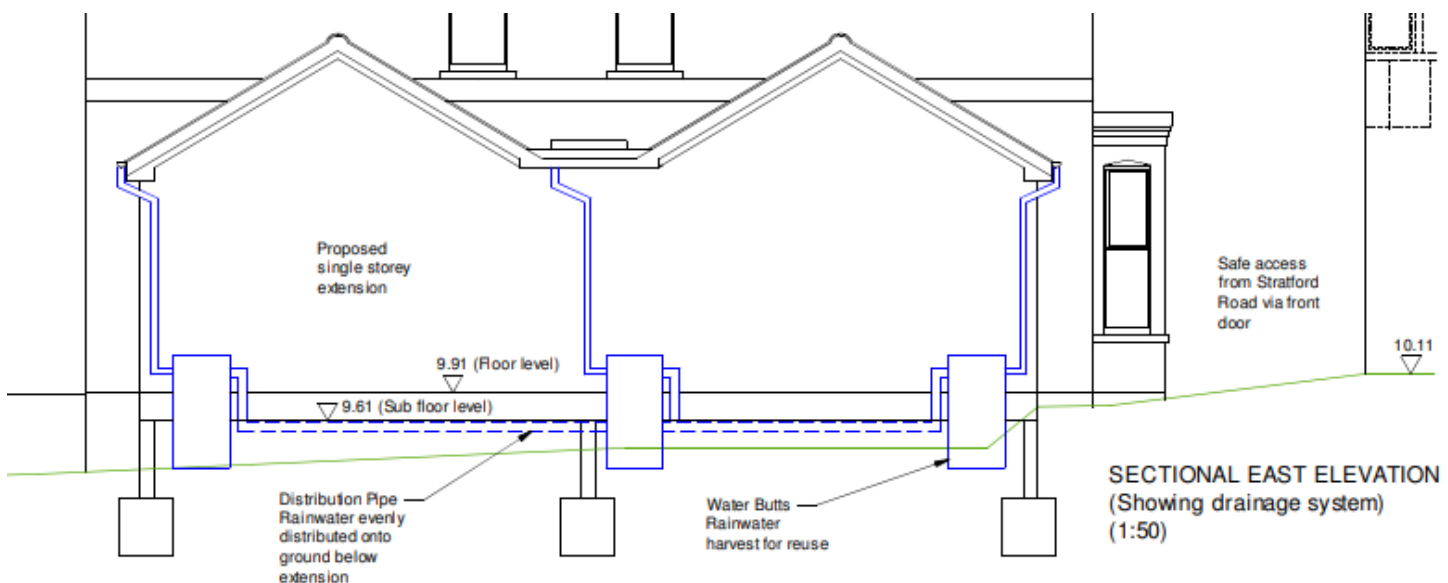 Proposed
single storey
extension
Safe access
from Stratford
Road via front
door
10.11
9.91 (Floor level)
9.61 (Sub floor level)
Distribution Pipe
Rainwater evenly
distributed onto
ground below
extension
Water Butts
Rainwater
harvest for reuse
SECTIONAL EAST ELEVATION
(Showing drainage system)
(1:50)